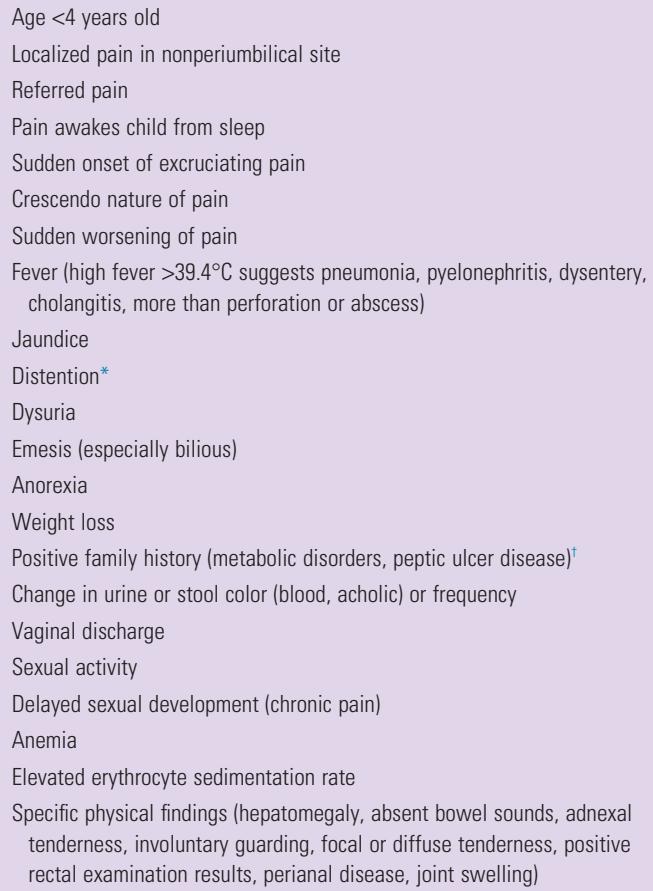 Age <4 years old
Localized pain in nonperiumbilical site
Referred pain
Pain awakes child from sleep
Sudden onset of excruciating pain
Crescendo nature of pain
Sudden worsening of pain
Fever (high fever >39.4°C suggests pneumonia, pyelonephritis, dysentery,
cholangitis, more than perforation or abscess)
Jaundice
Distention*
Dysuria
Emesis (especially bilious)
Anorexia
Weight loss
Positive family history (metabolic disorders, peptic ulcer disease)†
Change in urine or stool color (blood, acholic) or frequency
Vaginal discharge
Sexual activity
Delayed sexual development (chronic pain)
Anemia
Elevated erythrocyte sedimentation rate
Specific physical findings (hepatomegaly, absent bowel sounds, adnexal
tenderness, involuntary guarding, focal or diffuse tenderness, positive
rectal examination results, perianal disease, joint swelling)